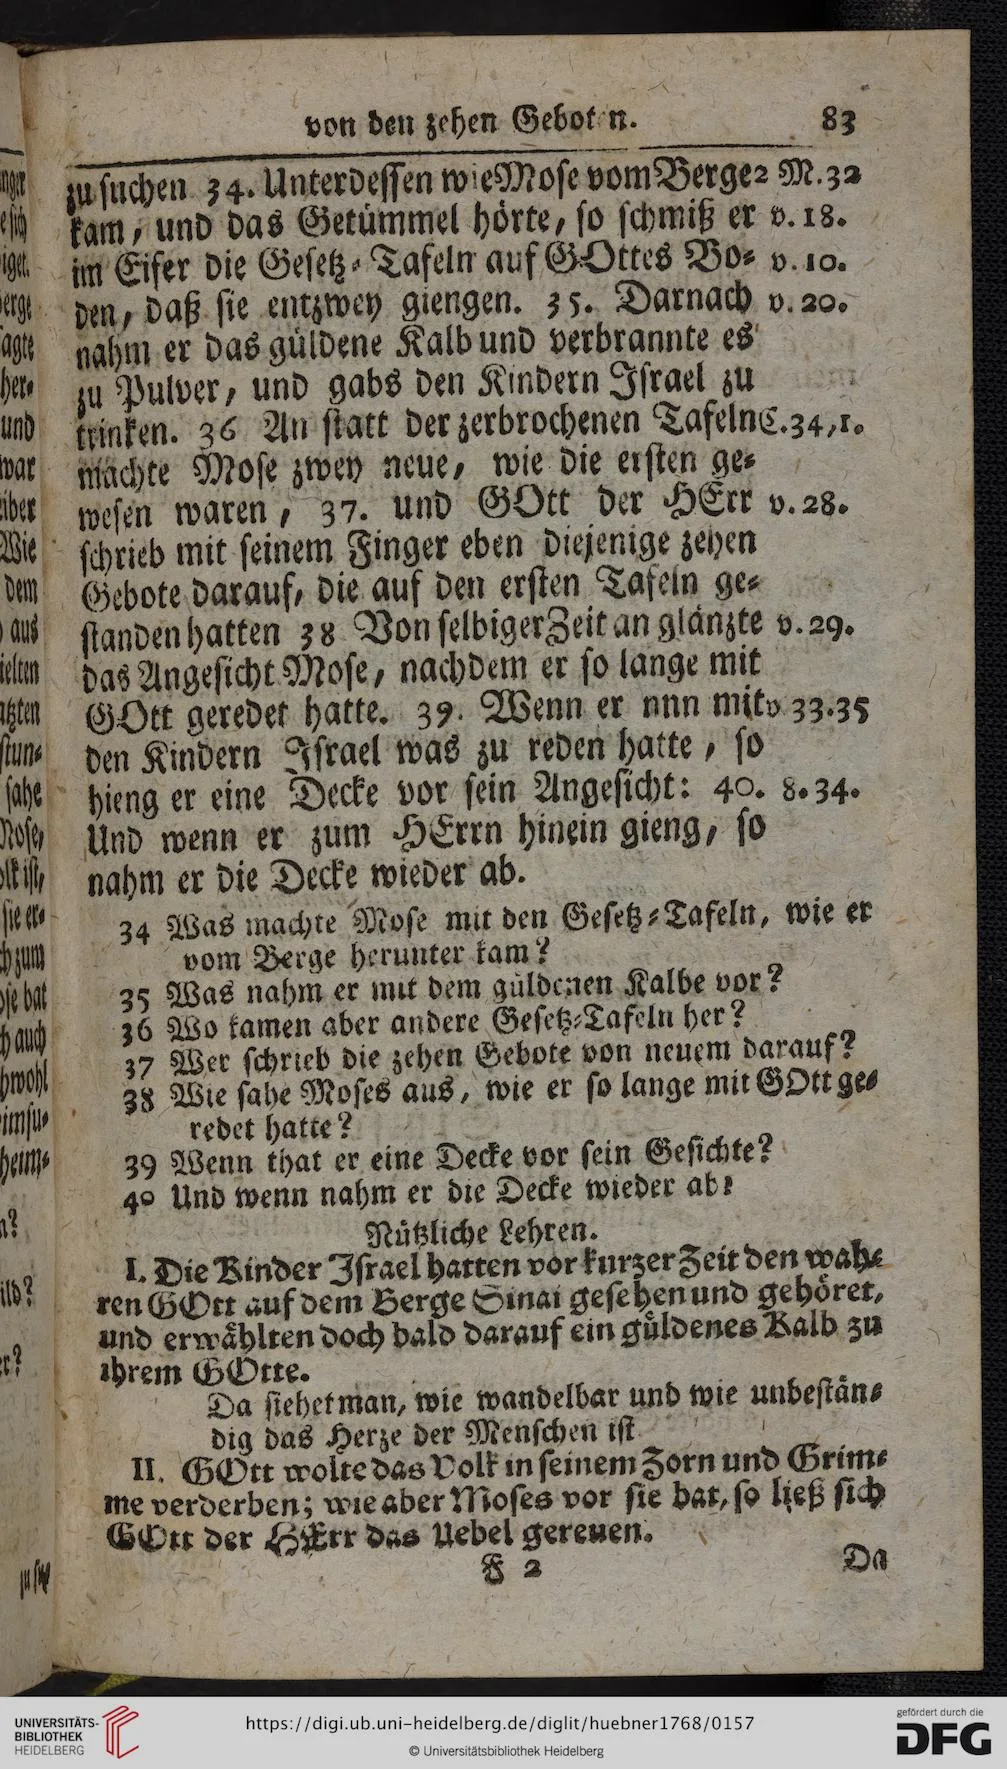 von den zehen Gebot n. 83
zu suchen 34. Unterdessen wie Mose vom Berge 2 M. 32
kam, und das Getümmel hörte, so schmiß er v. 18.
im Eifer die Gesetz-Tafeln auf GOttes Bo- v. 10.
den, daß sie entzwey giengen. 35. Darnach v. 20.
nahm er das güldene Kalb und verbrannte es
zu Pulver, und gabs den Kindern Israel zu
trinken. 36 An statt der zerbrochenen Tafeln C. 34, 1.
machte Mose zwey neue, wie die ersten ge-
wesen waren, 37. und GOtt der HErr v. 28.
schrieb mit seinem Finger eben diejenige zehen
Gebote darauf, die auf den ersten Tafeln ge-
standen hatten 38 Von selbiger Zeit an glänzte v. 29.
das Angesicht Mose, nachdem er so lange mit
GOtt geredet hatte. 39. Wenn er nnn mit v 33.35
den Kindern Israel was zu reden hatte, so
hieng er eine Decke vor sein Angesicht: 40. 8.34.
Und wenn er zum HErrn hinein gieng, so
nahm er die Decke wieder ab.
34 Was machte Mose mit den Gesetz-Tafeln, wie er
vom Berge herunter kam?
35 Was nahm er mit dem güldenen Kalbe vor?
36 Wo kamen aber andere Gesetz-Tafeln her?
37 Wer schrieb die zehen Gebote von neuem darauf?
38 Wie sahe Moses aus, wie er so lange mit GOtt ge-
redet hatte?
39 Wenn that er eine Decke vor sein Gesichte?
40 Und wenn nahm er die Decke wieder ab?
Nützliche Lehren.
I. Die Kinder Israel hatten vor kurzer Zeit den wah-
ren GOtt auf dem Berge Sinai gesehen und gehöret,
und erwählten doch bald darauf ein güldenes Kalb zu
ihrem GOtte.
Da siehet man, wie wandelbar und wie unbestän-
dig das Herze der Menschen ist
II. GOtt wolte das Volk in seinem Zorn und Grim-
me verderben; wie aber Moses vor sie bat, so ließ sich
GOtt der HErr das Uebel gereuen.
F 2 Da
UNIVERSITÄTS-
BIBLIOTHEK
HEIDELBERG
https://digi.ub.uni-heidelberg.de/diglit/huebner1768/0157
© Universitätsbibliothek Heidelberg
gefördert durch die
DFG